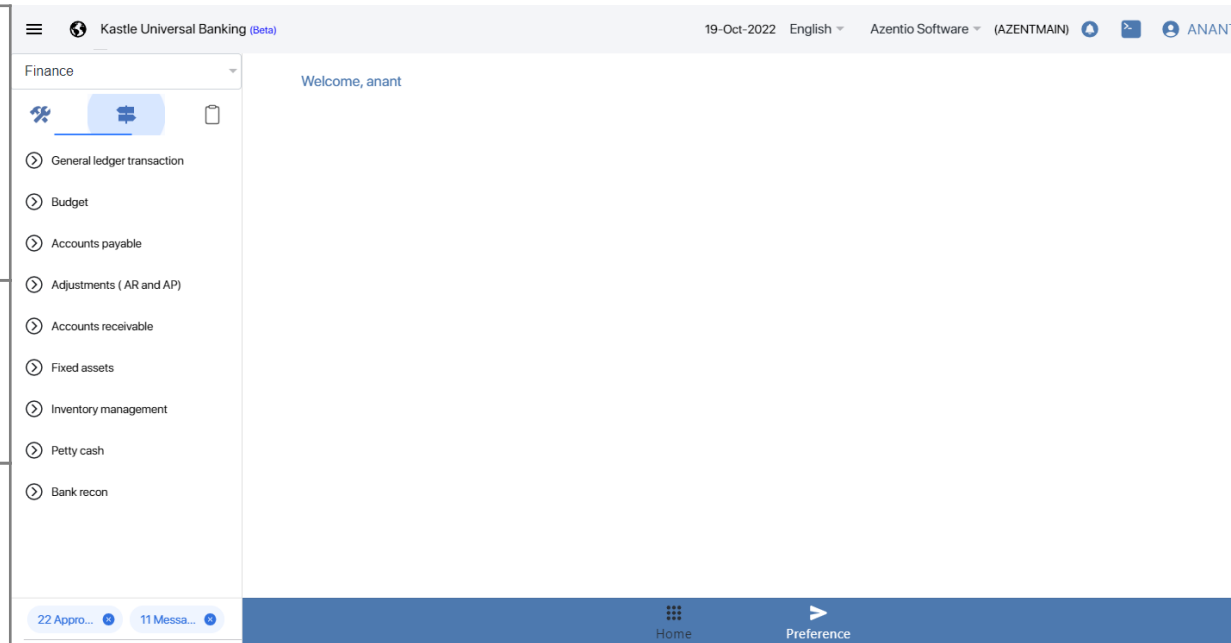 Kastle Universal Banking (Beta)
19-Oct-2022 English Azentio Software (AZENTMAIN) ANANT
Finance
Welcome, anant
General ledger transaction
Budget
Accounts payable
Adjustments ( AR and AP)
Accounts receivable
Fixed assets
Inventory management
Petty cash
Bank recon
22 Appro... 11 Messa...
Home Preference